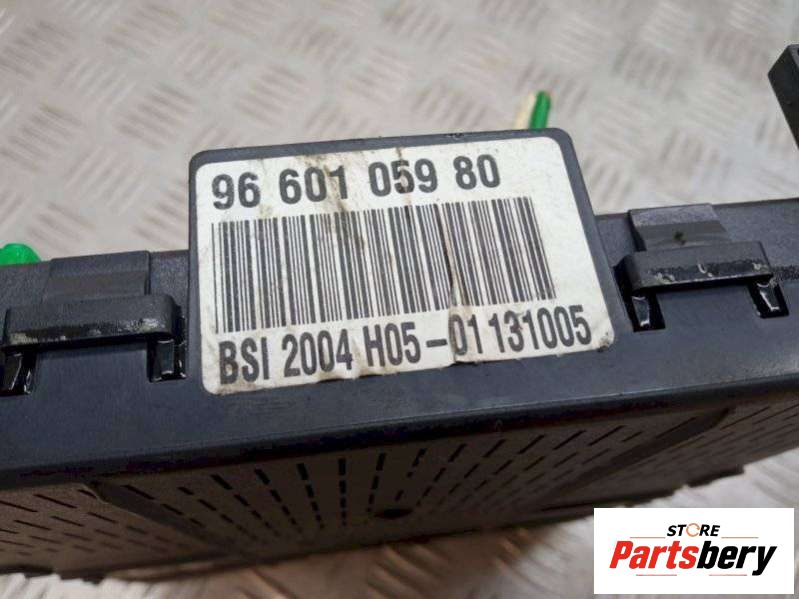 96 601 059 80
BSI 2004 H05-01 131005
STORE
Partsbery